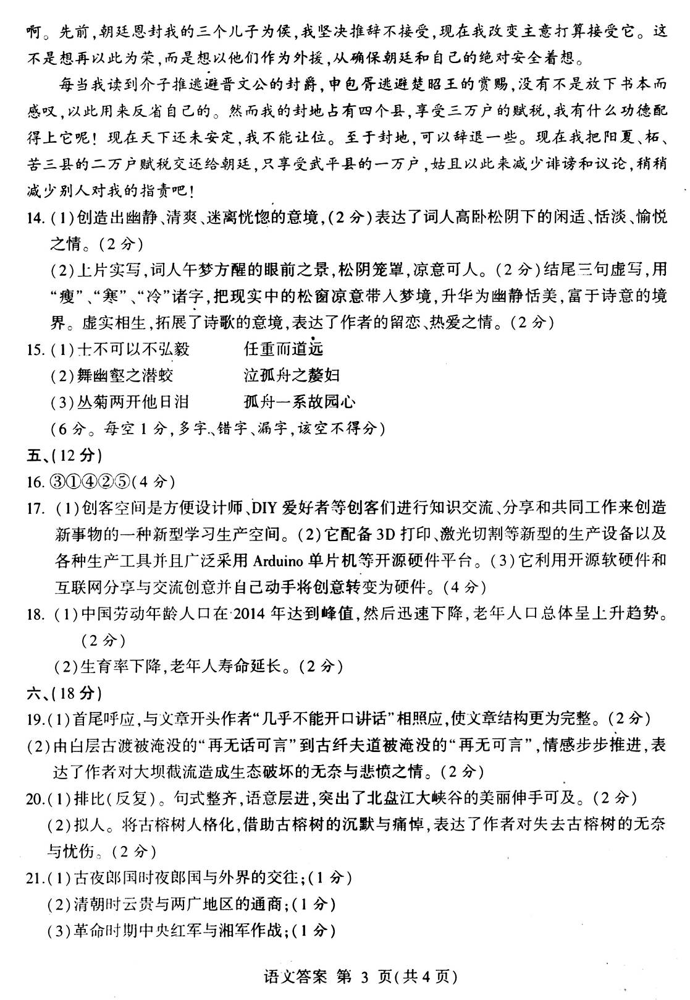 啊。先前,朝廷恩封我的三个儿子为侯,我坚决推辞不接受,现在我改变主意打算接受它。这
不是想再以此为荣,而是想以他们作为外援,从确保朝廷和自己的绝对安全着想。
每当我读到介子推逃避晋文公的封爵,申包胥逃避楚昭王的赏赐,没有不是放下书本而
感叹,以此用来反省自己的。然而我的封地占有四个县,享受三万户的赋税,我有什么功德配
得上它呢!现在天下还未安定,我不能让位。至于封地,可以辞退一些。现在我把阳夏、柘、
苦三县的二万户赋税交还给朝廷,只享受武平县的一万户,姑且以此来减少诽谤和议论,稍稍
减少别人对我的指责吧!
14. (1)创造出幽静、清爽、迷离恍惚的意境,(2 分)表达了词人高卧松阴下的闲适、恬淡、愉悦
之情。(2 分)
(2)上片实写,词人午梦方醒的眼前之景,松阴笼罩,凉意可人。(2 分)结尾三句虚写,用
“瘦”、“寒”、“冷”诸字,把现实中的松窗凉意带入梦境,升华为幽静恬美,富于诗意的境
界。虚实相生,拓展了诗歌的意境,表达了作者的留恋、热爱之情。(2 分)
15. (1)士不可以不弘毅 任重而道远
(2)舞幽壑之潜蛟 泣孤舟之嫠妇
(3)丛菊两开他日泪 孤舟一系故园心
(6 分。每空 1 分,多字、错字、漏字,该空不得分)
五、(12 分)
16. ③①④②⑤(4 分)
17. (1)创客空间是方便设计师、DIY 爱好者等创客们进行知识交流、分享和共同工作来创造
新事物的一种新型学习生产空间。(2)它配备 3D 打印、激光切割等新型的生产设备以及
各种生产工具并且广泛采用 Arduino 单片机等开源硬件平台。(3)它利用开源软硬件和
互联网分享与交流创意并自己动手将创意转变为硬件。(4 分)
18. (1)中国劳动年龄人口在 2014 年达到峰值,然后迅速下降,老年人口总体呈上升趋势。
(2 分)
(2)生育率下降,老年人寿命延长。(2 分)
六、(18 分)
19.(1)首尾呼应,与文章开头作者“几乎不能开口讲话”相照应,使文章结构更为完整。(2 分)
(2)由白层古渡被淹没的“再无话可言”到古纤夫道被淹没的“再无可言”,情感步步推进,表
达了作者对大坝截流造成生态破坏的无奈与悲愤之情。(2 分)
20.(1)排比(反复)。句式整齐,语意层进,突出了北盘江大峡谷的美丽伸手可及。(2 分)
(2)拟人。将古榕树人格化,借助古榕树的沉默与痛悼,表达了作者对失去古榕树的无奈
与忧伤。(2 分)
21.(1)古夜郎国时夜郎国与外界的交往;(1 分)
(2)清朝时云贵与两广地区的通商;(1 分)
(3)革命时期中央红军与湘军作战;(1 分)
语文答案 第 3 页(共 4 页)